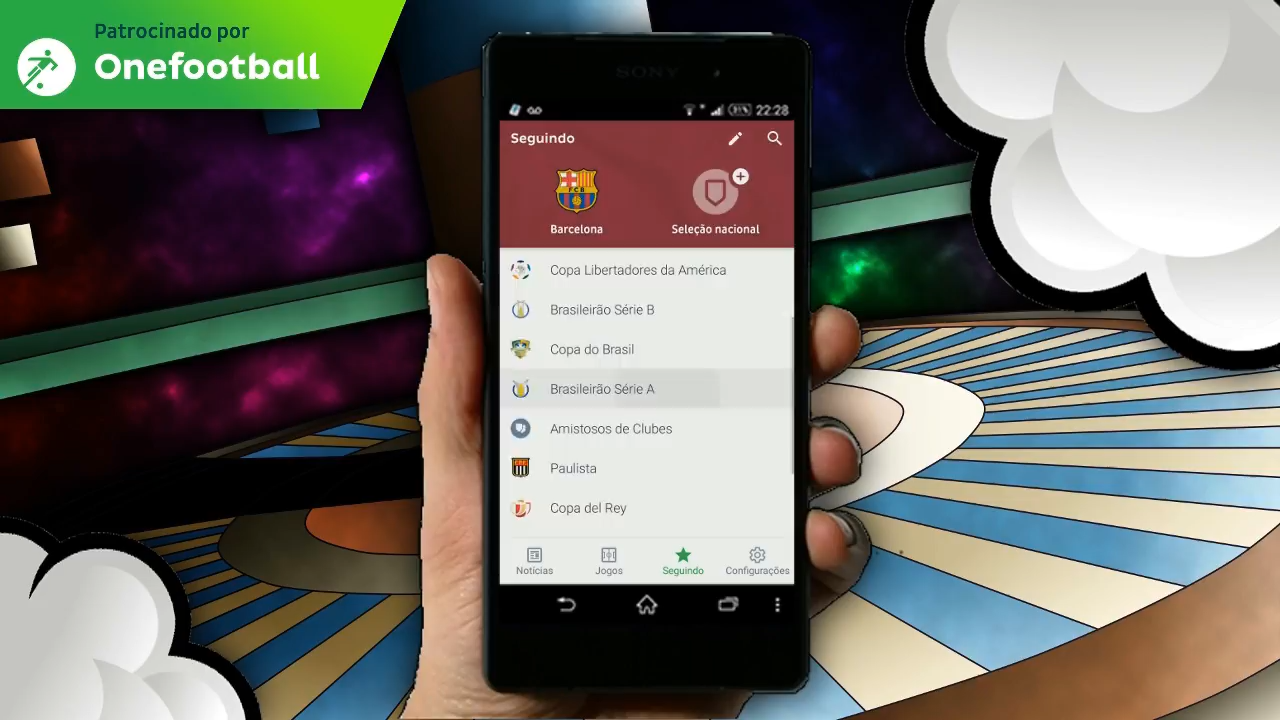 Patrocinado por
Onefootball
SONY
22:28
Seguindo
Barcelona
Seleção nacional
Copa Libertadores da América
Brasileirão Série B
Copa do Brasil
Brasileirão Série A
Amistosos de Clubes
Paulista
Copa del Rey
Notícias
Jogos
Seguindo
Configurações